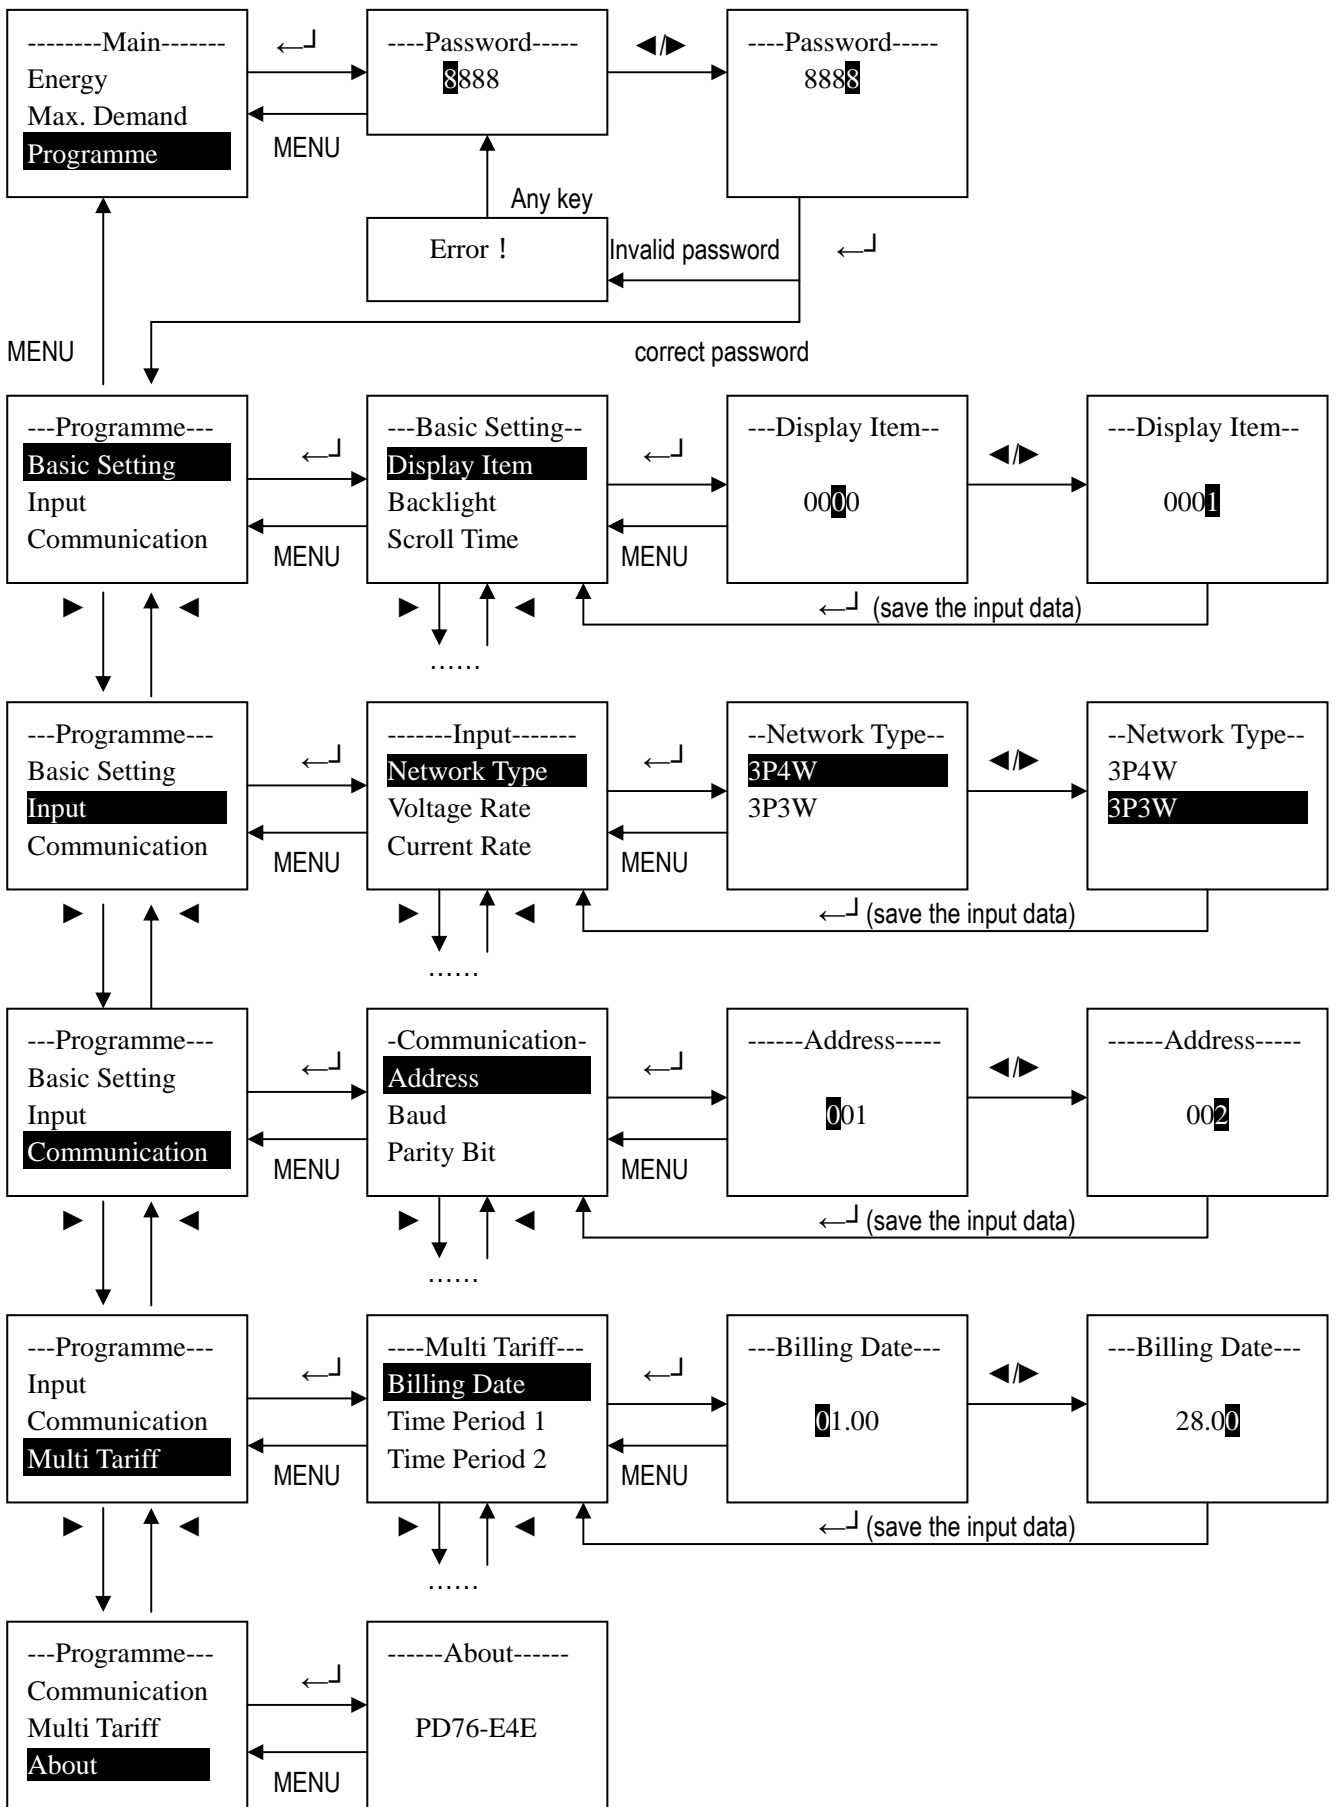 --------Main-------
Energy
Max. Demand
Programme
←┘
MENU
----Password-----
8888
◄/►
----Password-----
8888
Any key
Error !
Invalid password
←┘
MENU
correct password
---Programme---
Basic Setting
Input
Communication
←┘
MENU
---Basic Setting--
Display Item
Backlight
Scroll Time
←┘
MENU
---Display Item--
0000
◄/►
---Display Item--
0001
► ◄
► ◄
←┘ (save the input data)
……
---Programme---
Basic Setting
Input
Communication
←┘
MENU
-------Input-------
Network Type
Voltage Rate
Current Rate
←┘
MENU
--Network Type--
3P4W
3P3W
◄/►
--Network Type--
3P4W
3P3W
► ◄
► ◄
←┘ (save the input data)
……
---Programme---
Basic Setting
Input
Communication
←┘
MENU
-Communication-
Address
Baud
Parity Bit
←┘
MENU
------Address-----
001
◄/►
------Address-----
002
► ◄
► ◄
←┘ (save the input data)
……
---Programme---
Input
Communication
Multi Tariff
←┘
MENU
----Multi Tariff---
Billing Date
Time Period 1
Time Period 2
←┘
MENU
---Billing Date---
01.00
◄/►
---Billing Date---
28.00
► ◄
► ◄
←┘ (save the input data)
……
---Programme---
Communication
Multi Tariff
About
←┘
MENU
------About------
PD76-E4E